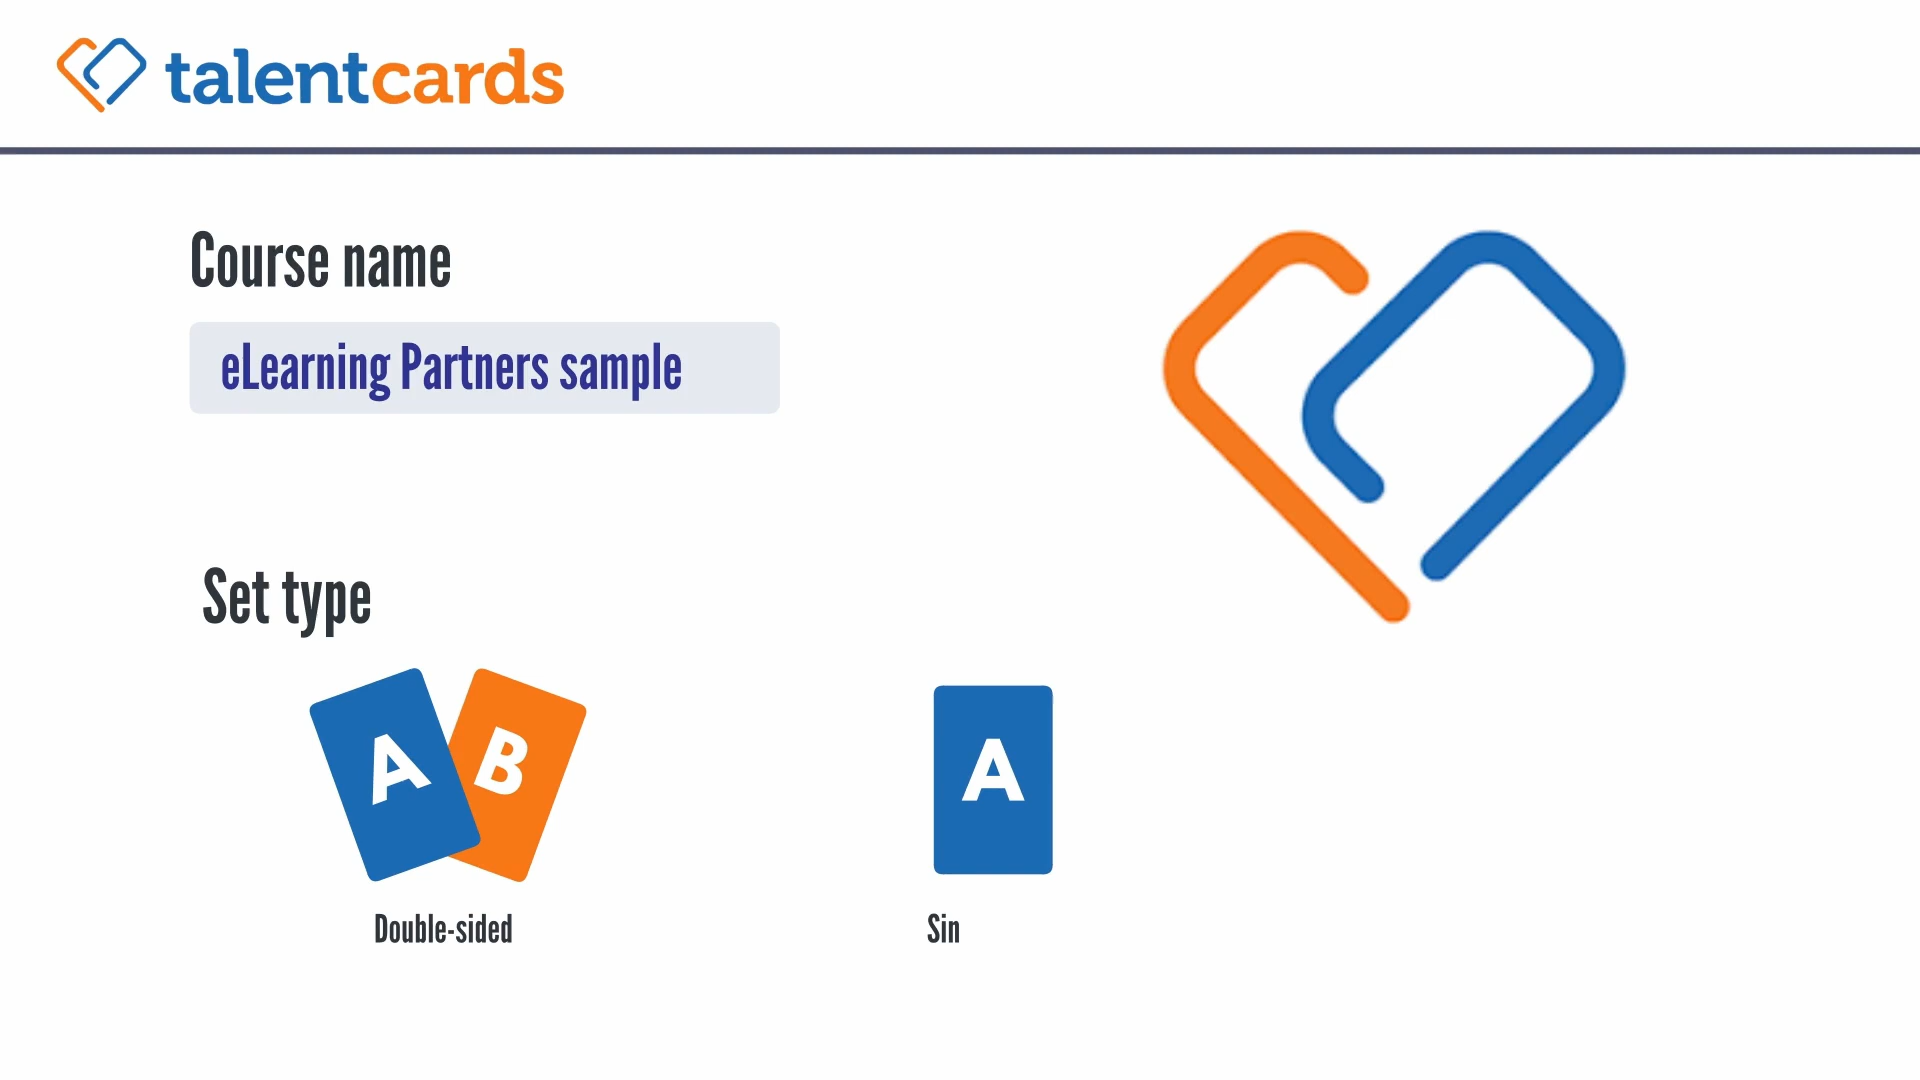 talentcards
Course name
eLearning Partners sample
Set type
A B
A
Double-sided
Sin